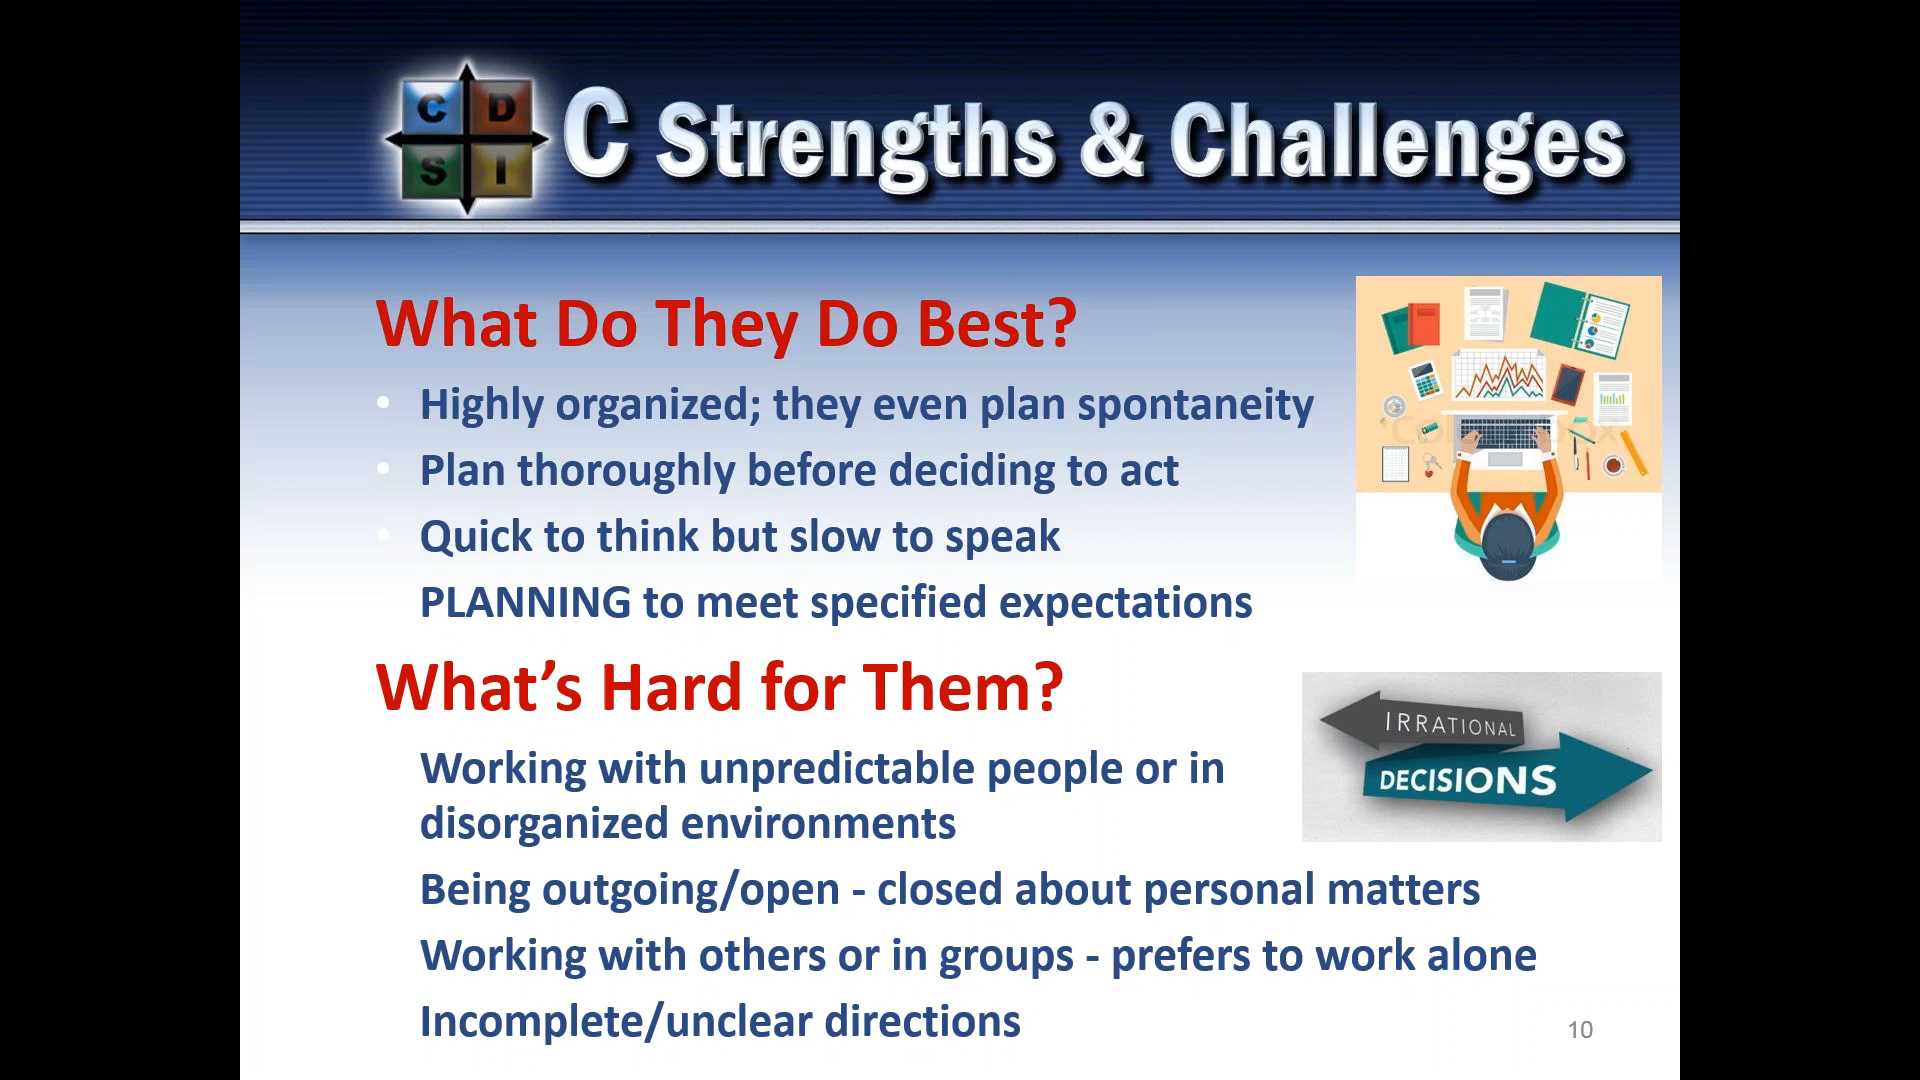 C D
S I
C Strengths & Challenges
What Do They Do Best?
• Highly organized; they even plan spontaneity
• Plan thoroughly before deciding to act
• Quick to think but slow to speak
PLANNING to meet specified expectations
What’s Hard for Them?
IRRATIONAL
DECISIONS
Working with unpredictable people or in
disorganized environments
Being outgoing/open - closed about personal matters
Working with others or in groups - prefers to work alone
Incomplete/unclear directions
10